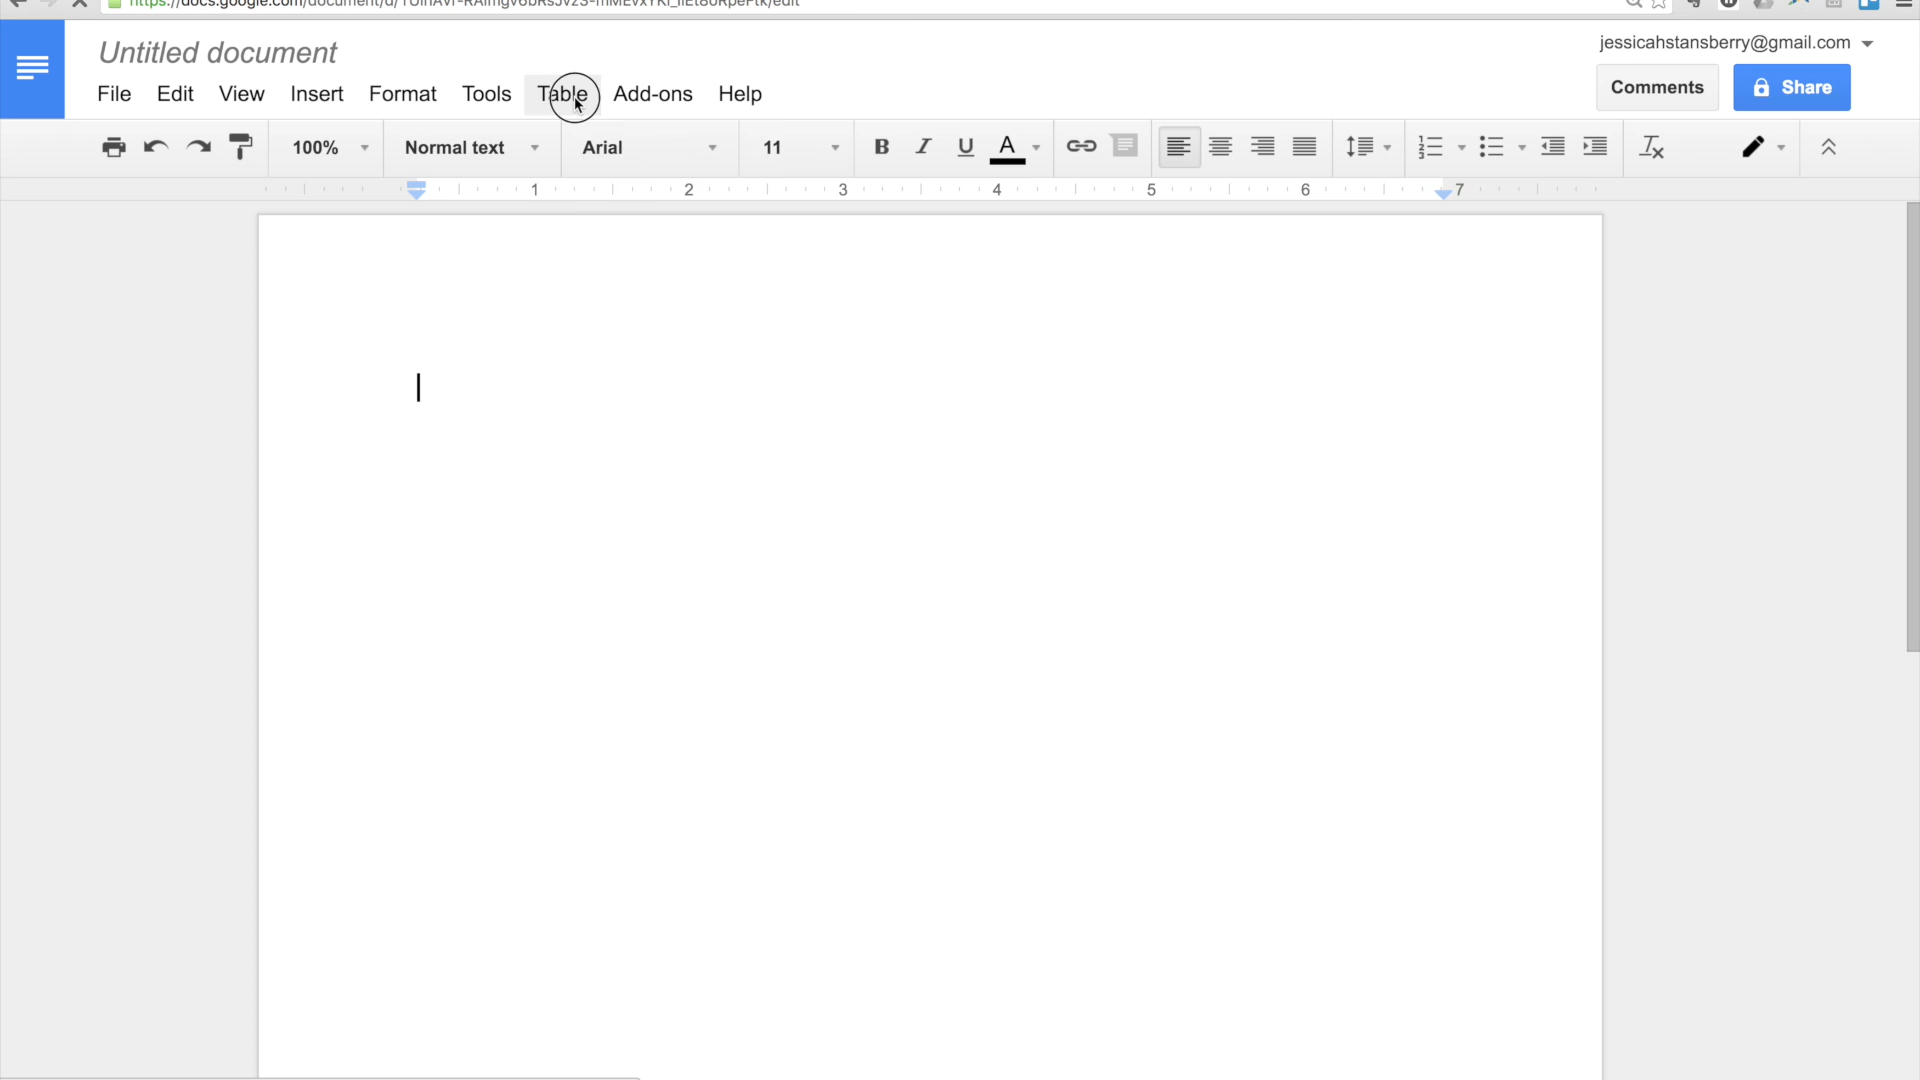 Untitled document
jessicahstansberry@gmail.com
File Edit View Insert Format Tools Table Add-ons Help
Comments
Share
100% Normal text Arial 11 B I U A
1 2 3 4 5 6 7